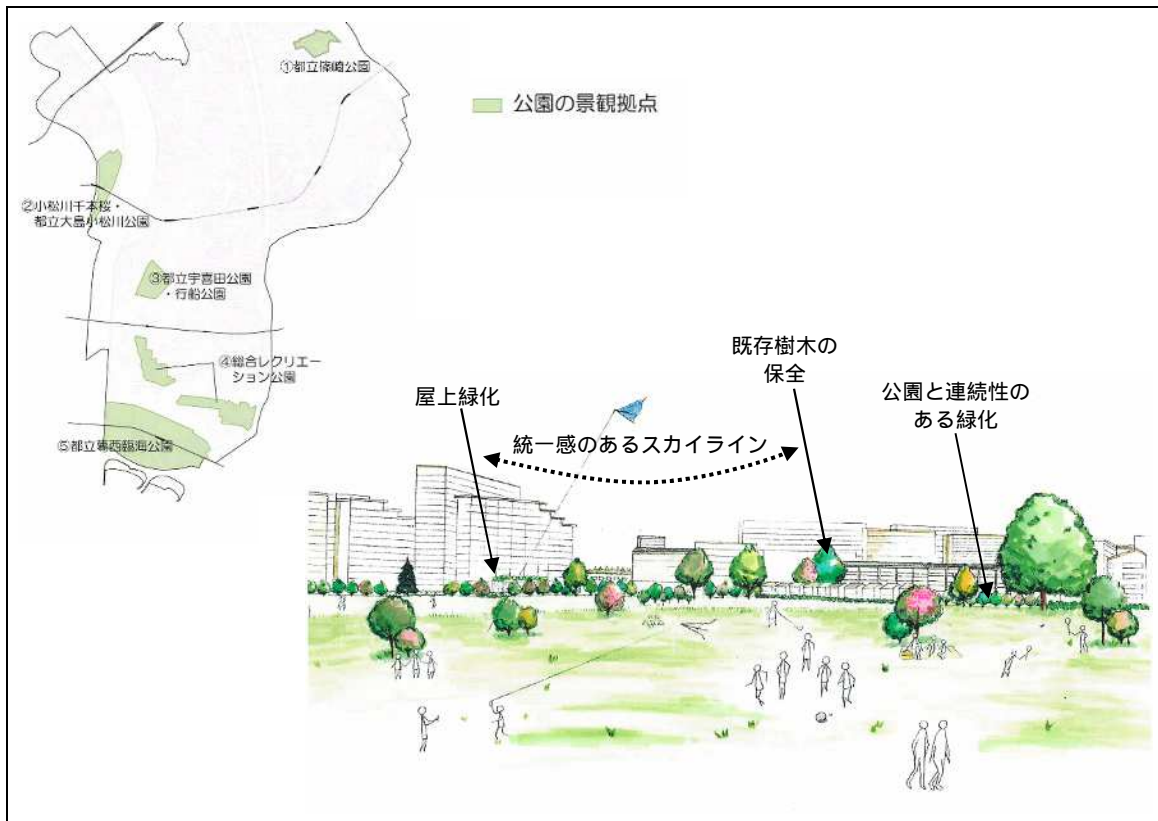 ①都立篠崎公園
公園の景観拠点
②小松川千本桜・
都立大島小松川公園
③都立宇喜田公園
・行船公園
④総合レクリエー
ション公園
⑤都立葛西臨海公園
屋上緑化
統一感のあるスカイライン
既存樹木の
保全
公園と連続性の
ある緑化